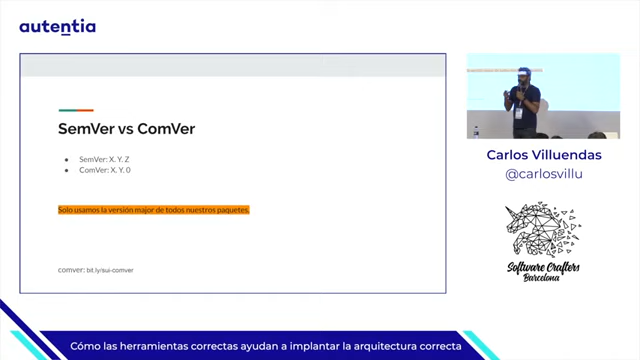 autentia
SemVer vs ComVer
SemVer: X. Y. Z
ComVer: X, Y. 0
Solo usamos la versión major de todos nuestros paquetes.
comver: bit.ly/sui-comver
Carlos Villuendas
@carlosvillu
Software Crafters
Barcelona
Cómo las herramientas correctas ayudan a implantar la arquitectura correcta